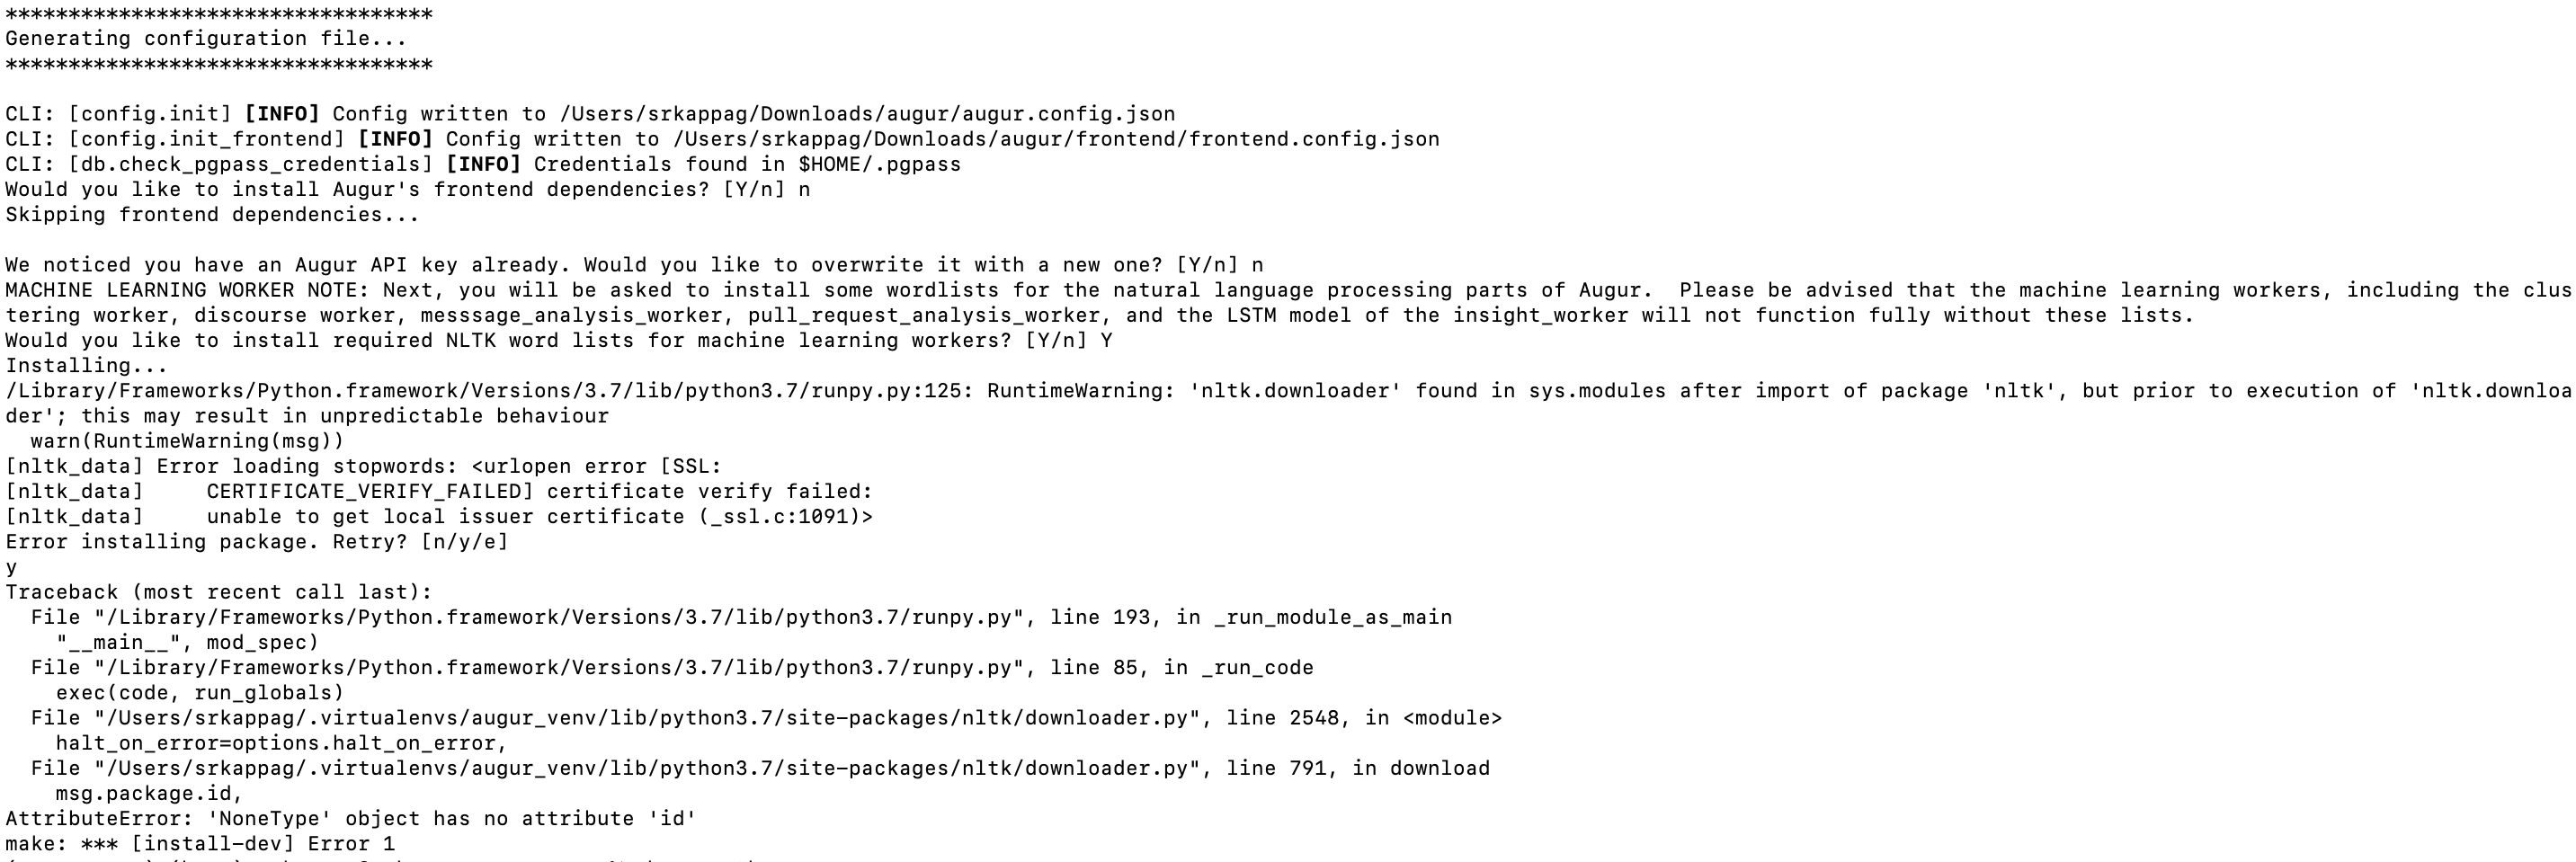 **********************************
Generating configuration file...
**********************************
CLI: [config.init] [INFO] Config written to /Users/srkappag/Downloads/augur/augur.config.json
CLI: [config.init_frontend] [INFO] Config written to /Users/srkappag/Downloads/augur/frontend/frontend.config.json
CLI: [db.check_pgpass_credentials] [INFO] Credentials found in $HOME/.pgpass
Would you like to install Augur's frontend dependencies? [Y/n] n
Skipping frontend dependencies...
We noticed you have an Augur API key already. Would you like to overwrite it with a new one? [Y/n] n
MACHINE LEARNING WORKER NOTE: Next, you will be asked to install some wordlists for the natural language processing parts of Augur.  Please be advised that the machine learning workers, including the clus
tering worker, discourse worker, messsage_analysis_worker, pull_request_analysis_worker, and the LSTM model of the insight_worker will not function fully without these lists.
Would you like to install required NLTK word lists for machine learning workers? [Y/n] Y
Installing...
/Library/Frameworks/Python.framework/Versions/3.7/lib/python3.7/runpy.py:125: RuntimeWarning: 'nltk.downloader' found in sys.modules after import of package 'nltk', but prior to execution of 'nltk.downloa
der'; this may result in unpredictable behaviour
  warn(RuntimeWarning(msg))
[nltk_data] Error loading stopwords: <urlopen error [SSL:
[nltk_data]     CERTIFICATE_VERIFY_FAILED] certificate verify failed:
[nltk_data]     unable to get local issuer certificate (_ssl.c:1091)>
Error installing package. Retry? [n/y/e]
y
Traceback (most recent call last):
  File "/Library/Frameworks/Python.framework/Versions/3.7/lib/python3.7/runpy.py", line 193, in _run_module_as_main
    "__main__", mod_spec)
  File "/Library/Frameworks/Python.framework/Versions/3.7/lib/python3.7/runpy.py", line 85, in _run_code
    exec(code, run_globals)
  File "/Users/srkappag/.virtualenvs/augur_venv/lib/python3.7/site-packages/nltk/downloader.py", line 2548, in <module>
    halt_on_error=options.halt_on_error,
  File "/Users/srkappag/.virtualenvs/augur_venv/lib/python3.7/site-packages/nltk/downloader.py", line 791, in download
    msg.package.id,
AttributeError: 'NoneType' object has no attribute 'id'
make: *** [install-dev] Error 1